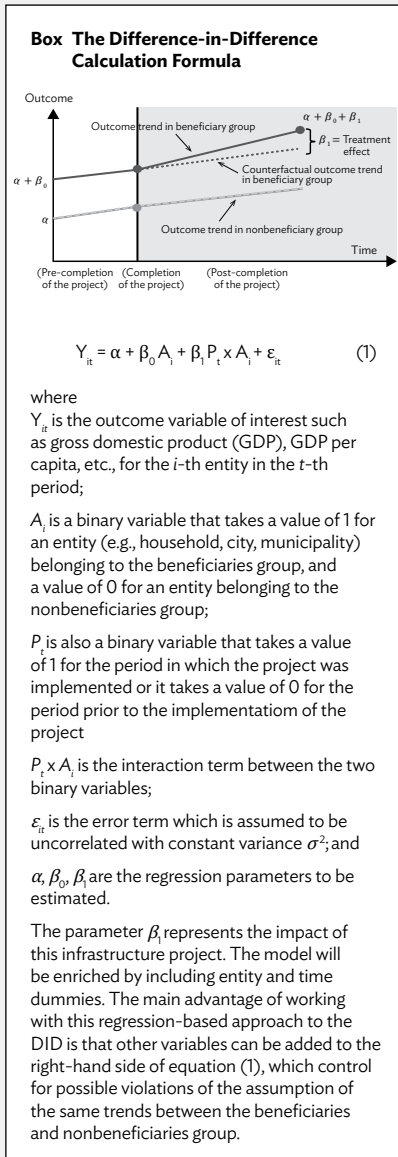 Box The Difference-in-Difference
Calculation Formula
Outcome
α + β₀ + β₁
Outcome trend in beneficiary group
β₁ = Treatment
effect
Counterfactual outcome trend
in beneficiary group
α + β₀
α
Outcome trend in nonbeneficiary group
Time
(Pre-completion
of the project)
(Completion
of the project)
(Post-completion
of the project)
Yᵢₜ = α + β₀ Aᵢ + β₁ Pₜ x Aᵢ + εᵢₜ (1)
where
Yᵢₜ is the outcome variable of interest such
as gross domestic product (GDP), GDP per
capita, etc., for the i-th entity in the t-th
period;
Aᵢ is a binary variable that takes a value of 1 for
an entity (e.g., household, city, municipality)
belonging to the beneficiaries group, and
a value of 0 for an entity belonging to the
nonbeneficiaries group;
Pₜ is also a binary variable that takes a value
of 1 for the period in which the project was
implemented or it takes a value of 0 for the
period prior to the implementatiom of the
project
Pₜ x Aᵢ is the interaction term between the two
binary variables;
εᵢₜ is the error term which is assumed to be
uncorrelated with constant variance σ²; and
α, β₀, β₁ are the regression parameters to be
estimated.
The parameter β₁ represents the impact of
this infrastructure project. The model will
be enriched by including entity and time
dummies. The main advantage of working
with this regression-based approach to the
DID is that other variables can be added to the
right-hand side of equation (1), which control
for possible violations of the assumption of
the same trends between the beneficiaries
and nonbeneficiaries group.